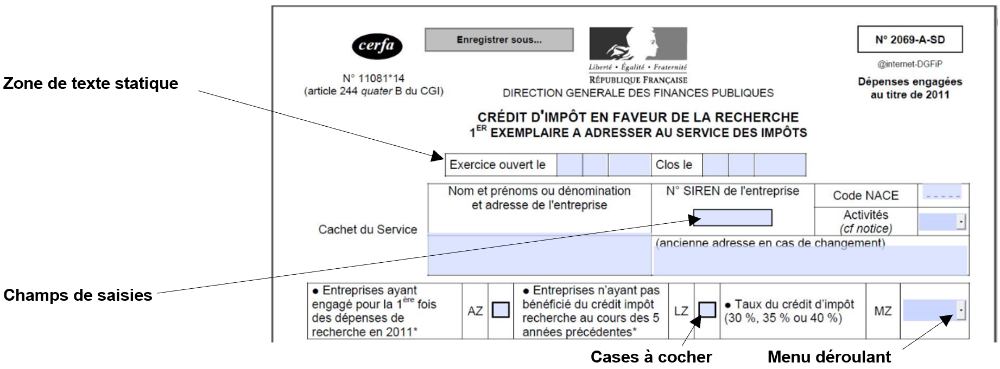 cerfa
Enregistrer sous...
N° 2069-A-SD
@internet-DGFiP
Liberté • Égalité • Fraternité
RÉPUBLIQUE FRANÇAISE
N° 11081*14
(article 244 quater B du CGI)
Dépenses engagées
au titre de 2011
DIRECTION GENERALE DES FINANCES PUBLIQUES
Zone de texte statique
CRÉDIT D'IMPÔT EN FAVEUR DE LA RECHERCHE
1ER EXEMPLAIRE A ADRESSER AU SERVICE DES IMPÔTS
Exercice ouvert le
Clos le
Cachet du Service
Nom et prénoms ou dénomination
et adresse de l'entreprise
N° SIREN de l'entreprise
Code NACE
Activités
(cf notice)
(ancienne adresse en cas de changement)
Champs de saisies
● Entreprises ayant
engagé pour la 1ère fois
des dépenses de
recherche en 2011*
AZ
● Entreprises n’ayant pas
bénéficié du crédit impôt
recherche au cours des 5
années précédentes*
LZ
● Taux du crédit d’impôt
(30 %, 35 % ou 40 %)
MZ
Cases à cocher
Menu déroulant